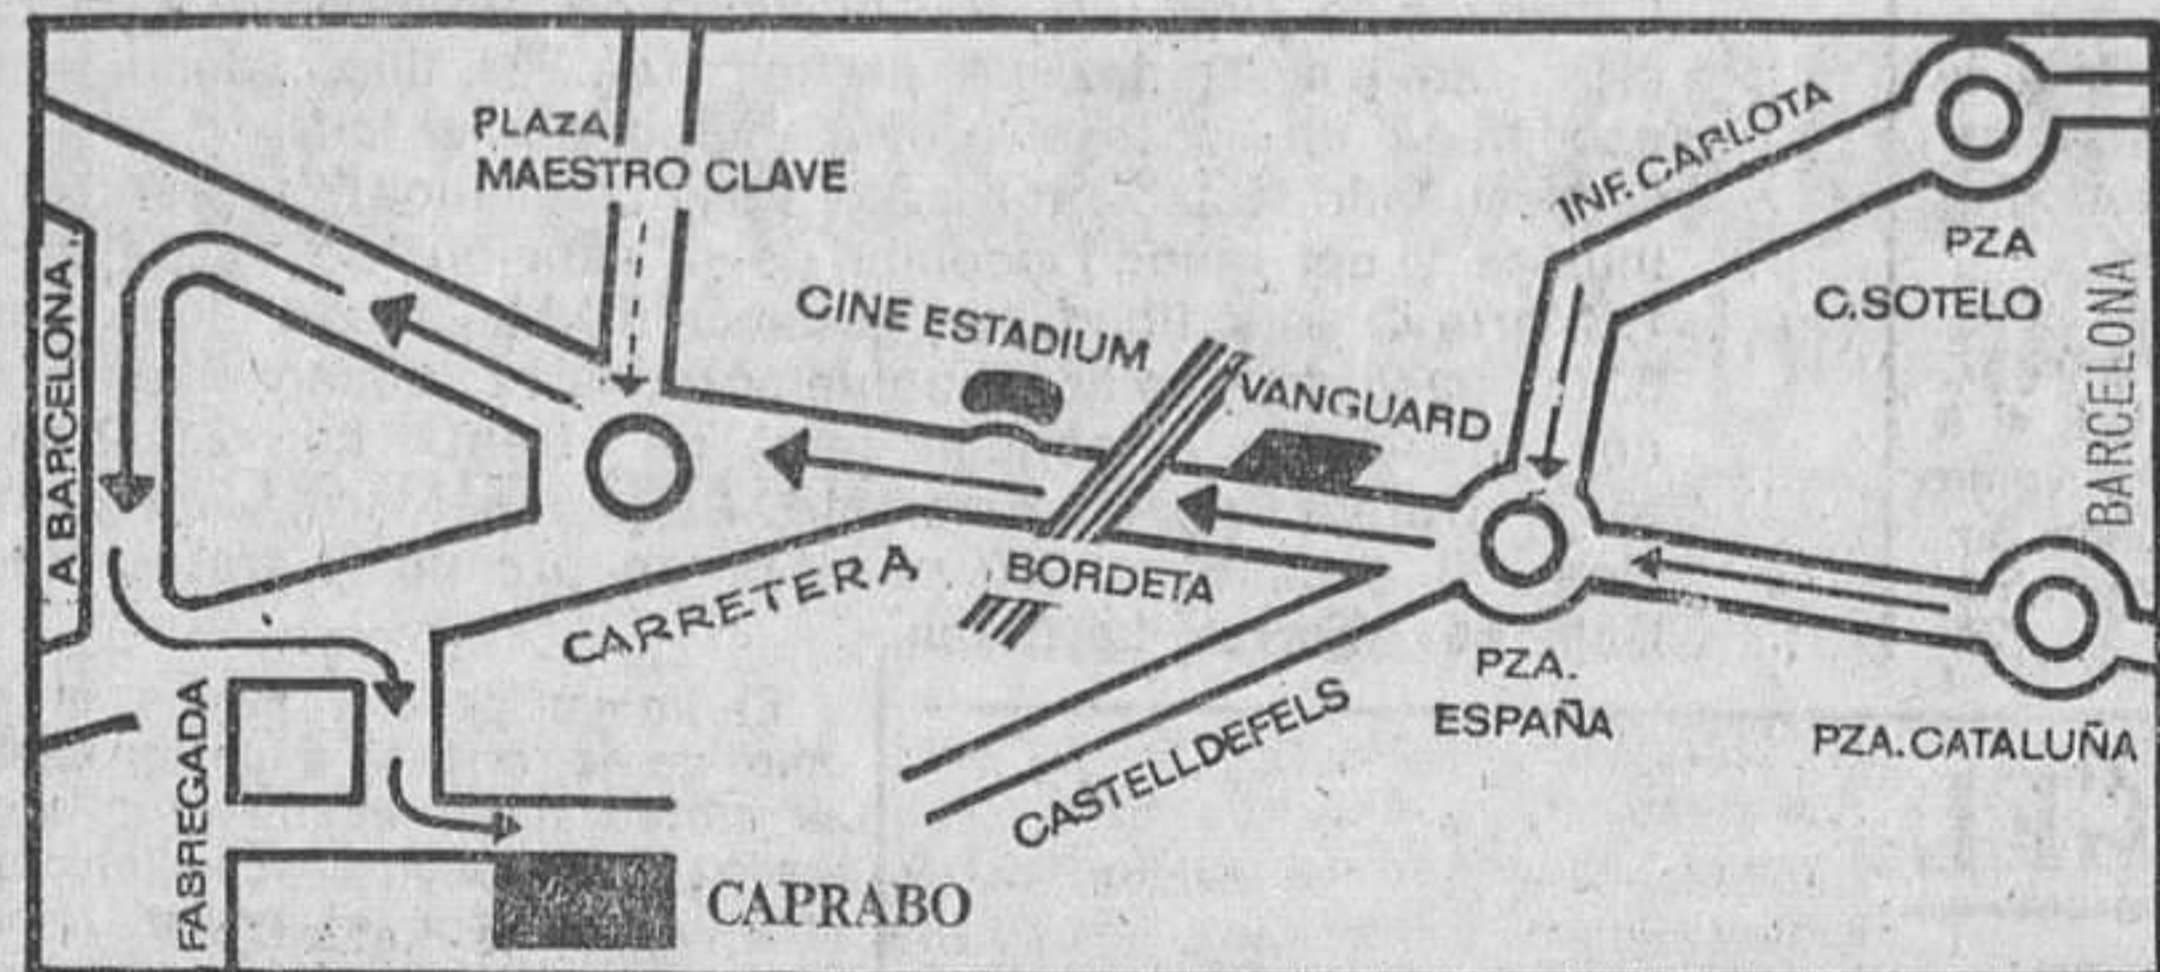 PLAZA
MAESTRO CLAVE
INF. CARLOTA
PZA
C. SOTELO
BARCELONA
A BARCELONA
CINE ESTADIUM
VANGUARD
CARRETERA
BORDETA
PZA.
ESPAÑA
PZA. CATALUÑA
CASTELLDEFELS
FABREGADA
CAPRABO